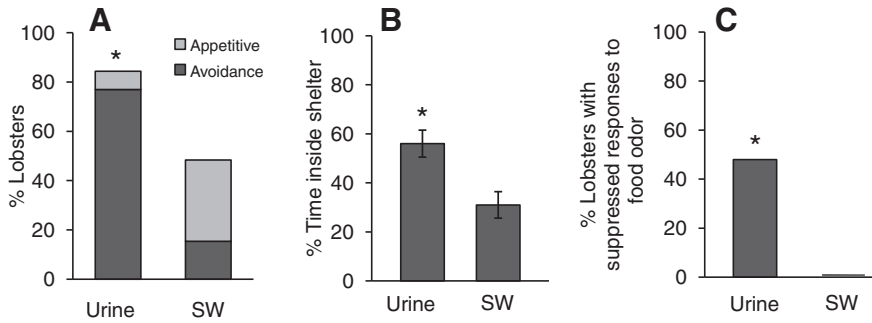 A
% Lobsters
100
80
60
40
20
0
*
Appetitive
Avoidance
Urine
SW
B
% Time inside shelter
100
80
60
40
20
0
*
Urine
SW
C
% Lobsters with
suppressed responses to
food odor
100
80
60
40
20
0
*
Urine
SW